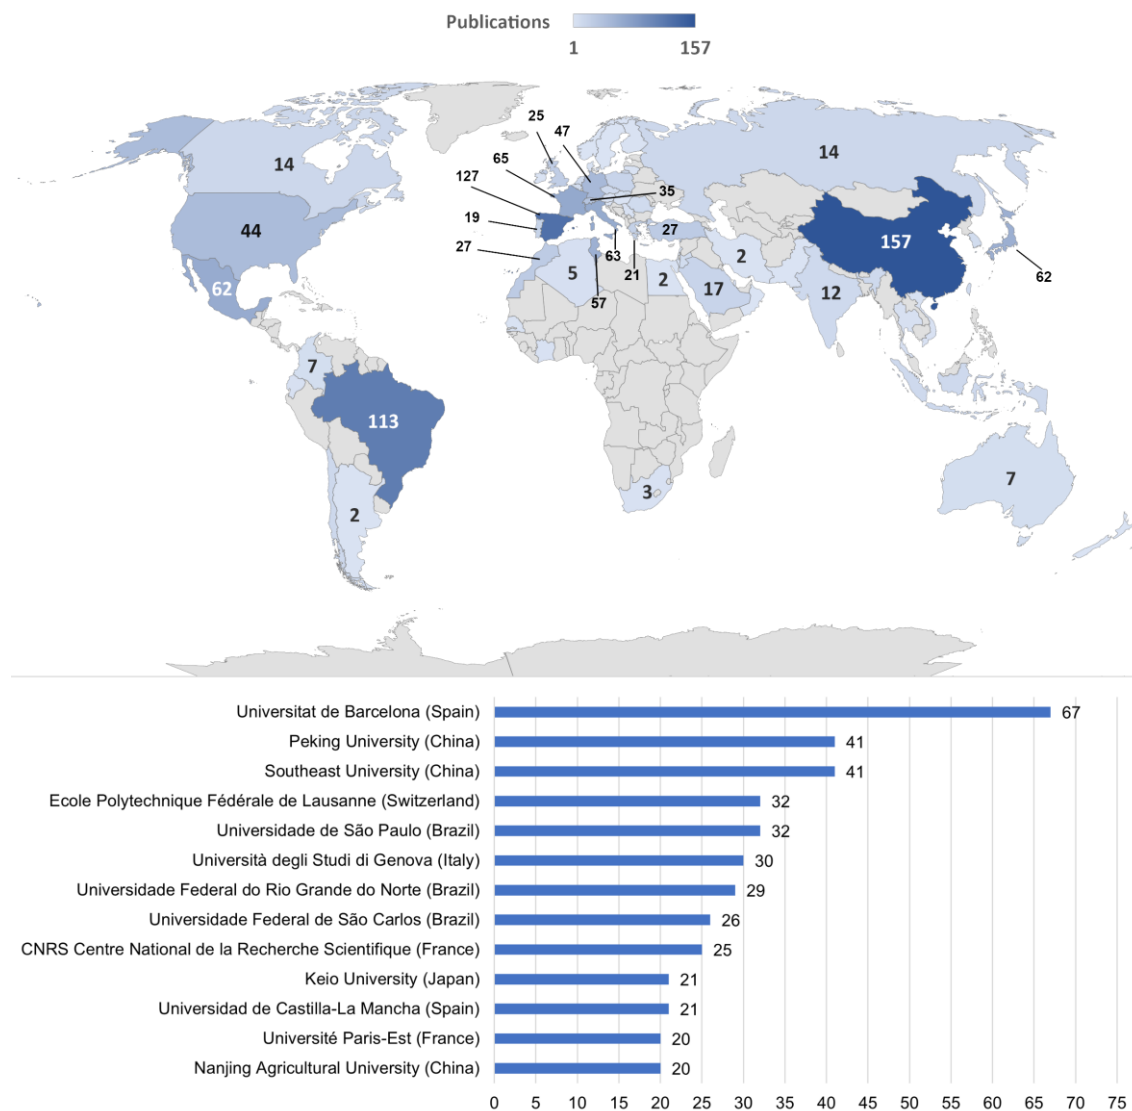 Publications
1 157
25
47
14
14
65
127
35
19
44
27
157
27
63
2
21
62
5
2
57
62
17
12
7
113
7
3
2
Universitat de Barcelona (Spain) 67
Peking University (China) 41
Southeast University (China) 41
Ecole Polytechnique Fédérale de Lausanne (Switzerland) 32
Universidade de São Paulo (Brazil) 32
Università degli Studi di Genova (Italy) 30
Universidade Federal do Rio Grande do Norte (Brazil) 29
Universidade Federal de São Carlos (Brazil) 26
CNRS Centre National de la Recherche Scientifique (France) 25
Keio University (Japan) 21
Universidad de Castilla-La Mancha (Spain) 21
Université Paris-Est (France) 20
Nanjing Agricultural University (China) 20
0 5 10 15 20 25 30 35 40 45 50 55 60 65 70 75